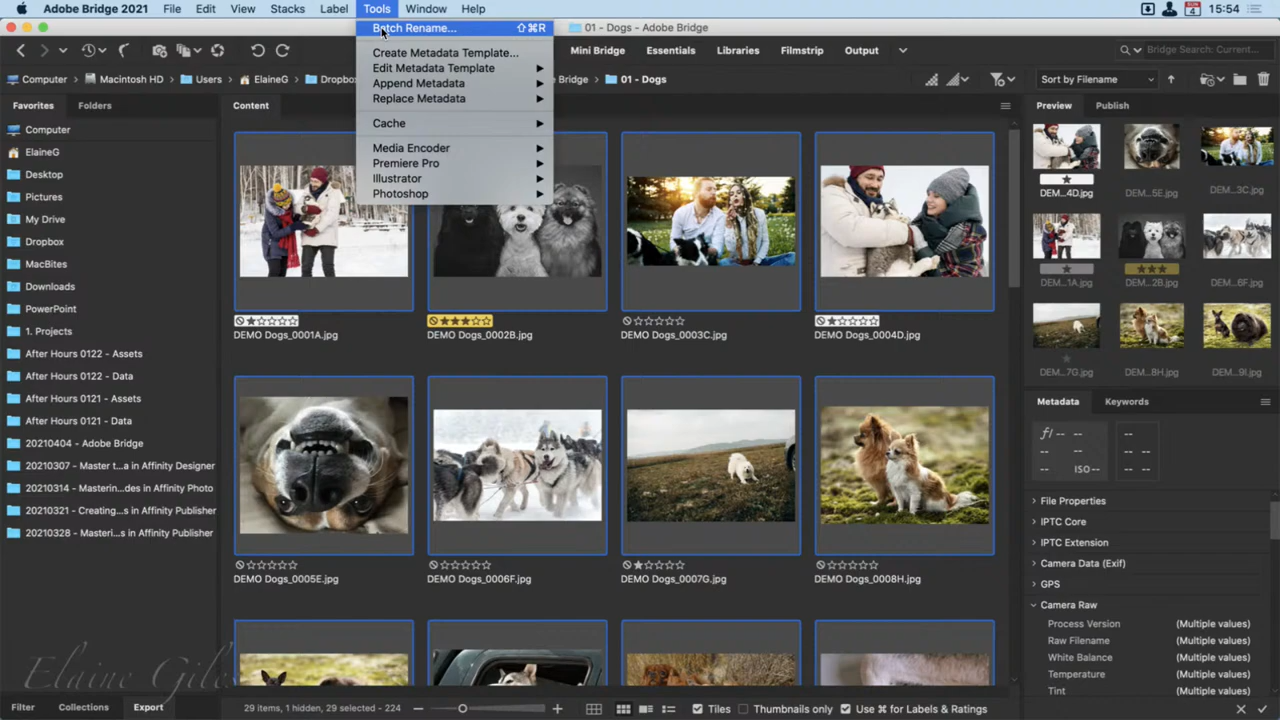 Adobe Bridge 2021 File Edit View Stacks Label Tools Window Help 4 15:54
01 - Dogs - Adobe Bridge
Batch Rename... ⇧⌘R
Create Metadata Template...
Edit Metadata Template
Append Metadata
Replace Metadata
Cache
Media Encoder
Premiere Pro
Illustrator
Photoshop
Mini Bridge Essentials Libraries Filmstrip Output Bridge Search: Current...
Computer Macintosh HD Users ElaineG Dropbo Bridge 01 - Dogs Sort by Filename
Favorites Folders Content Preview Publish
Computer
ElaineG
Desktop
Pictures
My Drive
Dropbox
MacBites
Downloads
PowerPoint
1. Projects
After Hours 0122 - Assets
After Hours 0122 - Data
After Hours 0121 - Assets
After Hours 0121 - Data
20210404 - Adobe Bridge
20210307 - Master t...a in Affinity Designer
20210314 - Masterin...des in Affinity Photo
20210321 - Creating...s in Affinity Publisher
20210328 - Masteri...s in Affinity Publisher
DEMO Dogs_0001A.jpg DEMO Dogs_0002B.jpg DEMO Dogs_0003C.jpg DEMO Dogs_0004D.jpg
DEMO Dogs_0005E.jpg DEMO Dogs_0006F.jpg DEMO Dogs_0007G.jpg DEMO Dogs_0008H.jpg
DEM...4D.jpg DEM...5E.jpg DEM...3C.jpg
DEM...1A.jpg DEM...2B.jpg DEM...6F.jpg
DEM...7G.jpg DEM...8H.jpg DEM...9I.jpg
Metadata Keywords
f/ -- -- --
-- -- --
-- ISO-- --
File Properties
IPTC Core
IPTC Extension
Camera Data (Exif)
GPS
Camera Raw
Process Version (Multiple values)
Raw Filename (Multiple values)
White Balance (Multiple values)
Temperature (Multiple values)
Tint (Multiple values)
Elaine Giles
Filter Collections Export 29 items, 1 hidden, 29 selected - 224 Tiles Thumbnails only Use ⌘ for Labels & Ratings